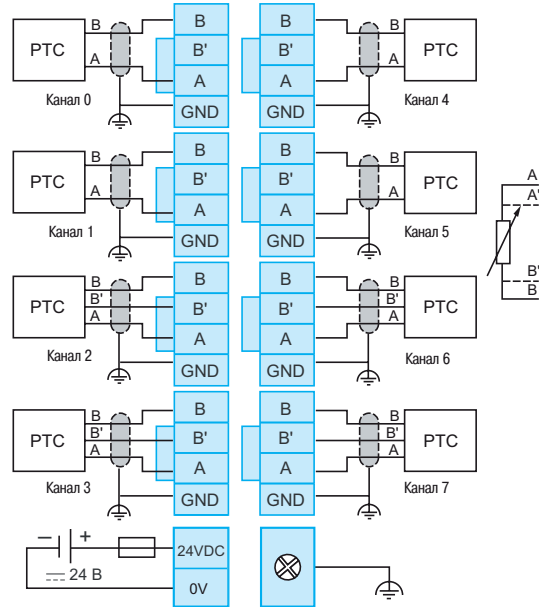 B B B B
PTC B' B' PTC
A A A A
Канал 0 GND GND Канал 4
B B B B
PTC B' B' PTC
A A A A
Канал 1 GND GND Канал 5
A
A'
B'
B
B B B B
PTC B' B' B' B' PTC
A A A A
Канал 2 GND GND Канал 6
B B B B
PTC B' B' B' B' PTC
A A A A
Канал 3 GND GND Канал 7
– + 24VDC
24 В 0V